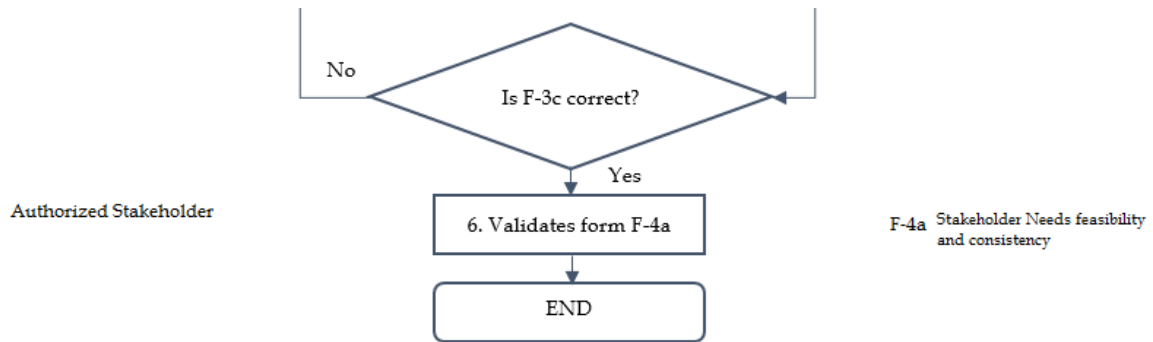 No
Is F-3c correct?
Yes
Authorized Stakeholder
6. Validates form F-4a
F-4a Stakeholder Needs feasibility
and consistency
END